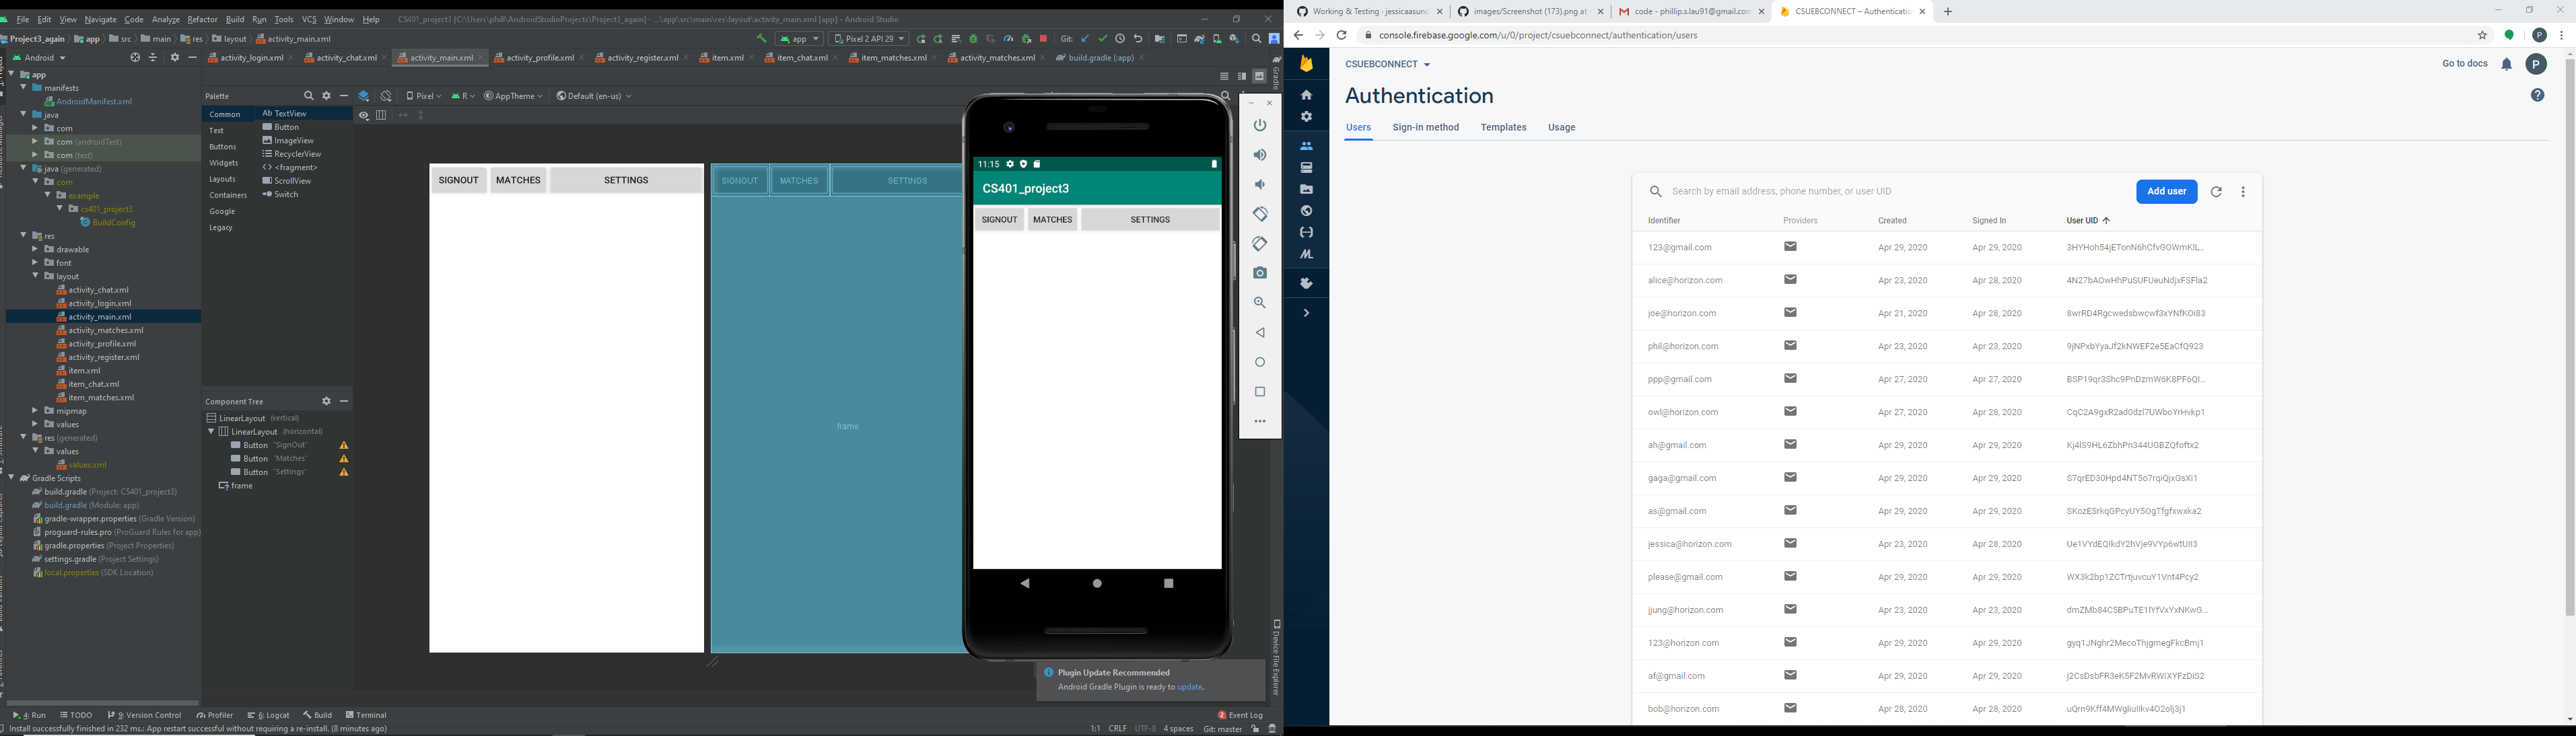 File Edit View Navigate Code Analyze Refactor Build Run Tools VCS Window Help CS401_project3 [C:\Users\phill\AndroidStudioProjects\Project3_again] - ...\app\src\main\res\layout\activity_main.xml [app] - Android Studio
Project3_again app src main res layout activity_main.xml
app Pixel 2 API 29 Git:
Android
activity_login.xml activity_chat.xml activity_main.xml activity_profile.xml activity_register.xml item.xml item_chat.xml item_matches.xml activity_matches.xml build.gradle (:app)
Gradle
app
manifests
AndroidManifest.xml
java
com
com (androidTest)
com (test)
java (generated)
com
example
cs401_project3
BuildConfig
res
drawable
font
layout
activity_chat.xml
activity_login.xml
activity_main.xml
activity_matches.xml
activity_profile.xml
activity_register.xml
item.xml
item_chat.xml
item_matches.xml
mipmap
values
res (generated)
values
values.xml
Gradle Scripts
build.gradle (Project: CS401_project3)
build.gradle (Module: app)
gradle-wrapper.properties (Gradle Version)
proguard-rules.pro (ProGuard Rules for app)
gradle.properties (Project Properties)
settings.gradle (Project Settings)
local.properties (SDK Location)
Palette
Common
Text
Buttons
Widgets
Layouts
Containers
Google
Legacy
Ab TextView
Button
ImageView
RecyclerView
<fragment>
ScrollView
Switch
Component Tree
LinearLayout (vertical)
LinearLayout (horizontal)
Button "SignOut"
Button "Matches"
Button "Settings"
frame
Pixel R AppTheme Default (en-us)
SIGNOUT MATCHES SETTINGS
SIGNOUT MATCHES SETTINGS
frame
11:15
CS401_project3
SIGNOUT MATCHES SETTINGS
Device File Explorer
Plugin Update Recommended
Android Gradle Plugin is ready to update.
4: Run TODO 9: Version Control Profiler 6: Logcat Build Terminal 2 Event Log
Install successfully finished in 232 ms.: App restart successful without requiring a re-install. (8 minutes ago) 1:1 CRLF UTF-8 4 spaces Git: master
Working & Testing · jessicaasunc images/Screenshot (173).png at code - phillip.s.lau91@gmail.com CSUEBCONNECT – Authenticatio
console.firebase.google.com/u/0/project/csuebconnect/authentication/users P
CSUEBCONNECT Go to docs P
Authentication
Users Sign-in method Templates Usage
Search by email address, phone number, or user UID Add user
Identifier Providers Created Signed In User UID
123@gmail.com Apr 29, 2020 Apr 29, 2020 3HYHoh54jETonN6hCfvGOWmKlL...
alice@horizon.com Apr 23, 2020 Apr 28, 2020 4N27bAOwHhPuSUFUeuNdjxFSFla2
joe@horizon.com Apr 21, 2020 Apr 28, 2020 8wrRD4Rgcwedsbwcwf3xYNfKOi83
phil@horizon.com Apr 23, 2020 Apr 23, 2020 9jNPxbYyaJf2kNWEF2e5EaCfQ923
ppp@gmail.com Apr 27, 2020 Apr 27, 2020 BSP19qr3Shc9PnDzmW6K8PF6QI...
owl@horizon.com Apr 27, 2020 Apr 28, 2020 CqC2A9gxR2ad0dzl7UWboYrHvkp1
ah@gmail.com Apr 29, 2020 Apr 29, 2020 Kj4lS9HL6ZbhPn344UGBZQfoftx2
gaga@gmail.com Apr 29, 2020 Apr 29, 2020 S7qrED30Hpd4NT5o7rqiQjxGsXi1
as@gmail.com Apr 29, 2020 Apr 29, 2020 SKozESrkqGPcyUY5OgTfgfxwxka2
jessica@horizon.com Apr 23, 2020 Apr 28, 2020 Ue1VYdEQIkdY2hVje9VYp6wtUII3
please@gmail.com Apr 29, 2020 Apr 29, 2020 WX3k2bp1ZCTrtjuvcuY1Vnt4Pcy2
jjung@horizon.com Apr 23, 2020 Apr 23, 2020 dmZMb84C5BPuTE1lYfVxYxNKwG...
123@horizon.com Apr 29, 2020 Apr 29, 2020 gyq1JNghr2MecoThjgmegFkcBmj1
af@gmail.com Apr 29, 2020 Apr 29, 2020 j2CsDsbFR3eK5F2MvRWIXYFzDiS2
bob@horizon.com Apr 28, 2020 Apr 28, 2020 uQrn9Kff4MWgliuIikv4O2olj3j1